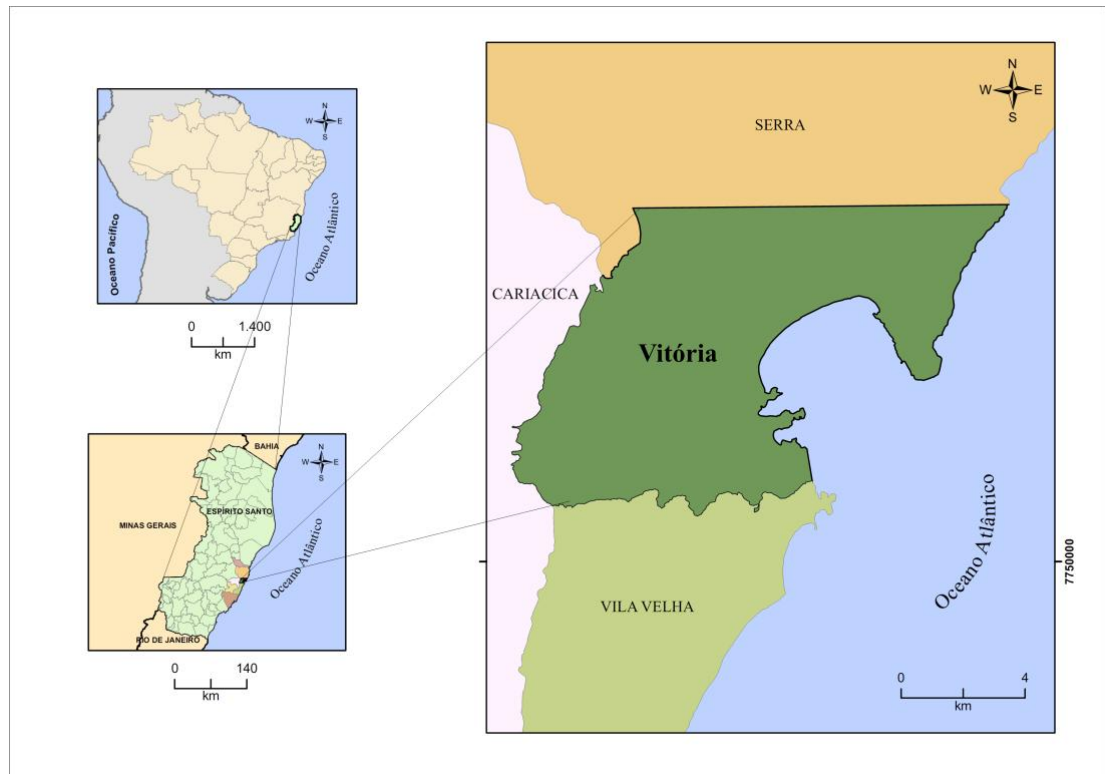 N
W E
S
Oceano Pacífico
Oceano Atlântico
0 1.400
km
BAHIA
N
W E
S
MINAS GERAIS
ESPÍRITO SANTO
Oceano Atlântico
RIO DE JANEIRO
0 140
km
N
W E
S
SERRA
CARIACICA
Vitória
VILA VELHA
Oceano Atlântico
7750000
0 4
km